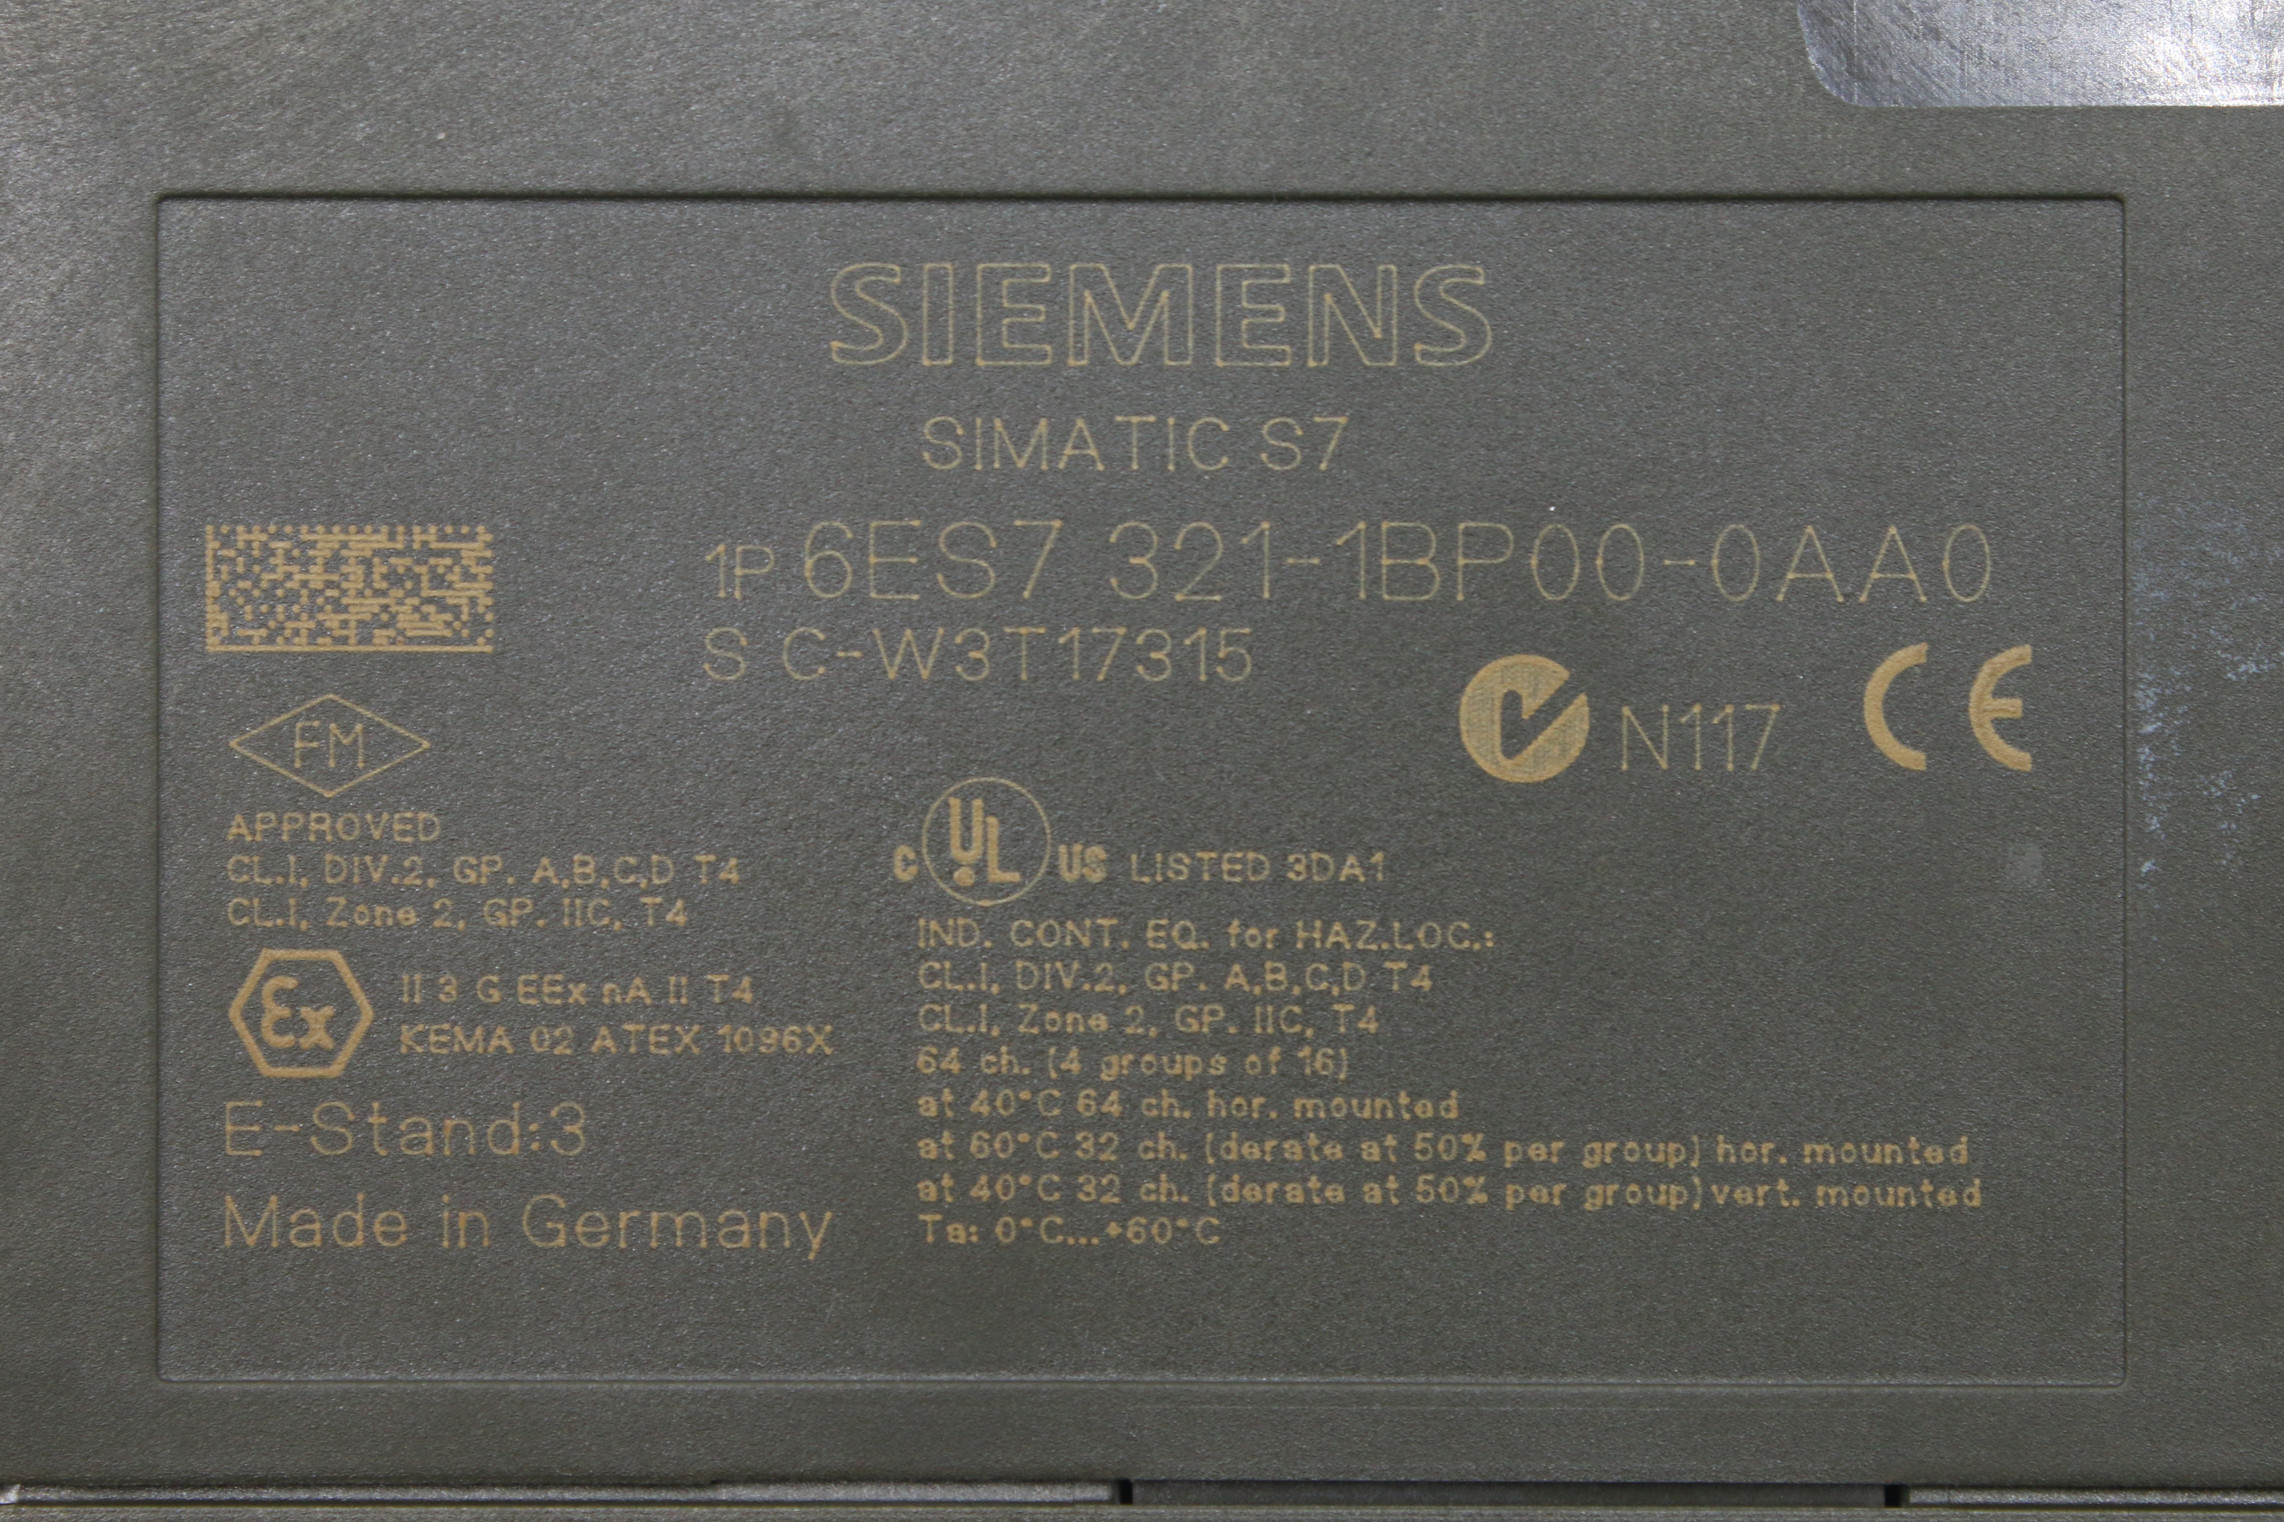 SIEMENS
SIMATIC S7
1P 6ES7 321-1BP00-0AA0
S C-W3T17315
N117 CE
FM
APPROVED
CL.I, DIV.2, GP. A,B,C,D T4
CL.I, Zone 2, GP. IIC, T4
Ex II 3 G EEx nA II T4
KEMA 02 ATEX 1096X
E-Stand:3
Made in Germany
C UL US LISTED 3DA1
IND. CONT. EQ. for HAZ.LOC.:
CL.I, DIV.2, GP. A,B,C,D T4
CL.I, Zone 2, GP. IIC, T4
64 ch. (4 groups of 16)
at 40°C 64 ch. hor. mounted
at 60°C 32 ch. (derate at 50% per group) hor. mounted
at 40°C 32 ch. (derate at 50% per group) vert. mounted
Ta: 0°C...+60°C